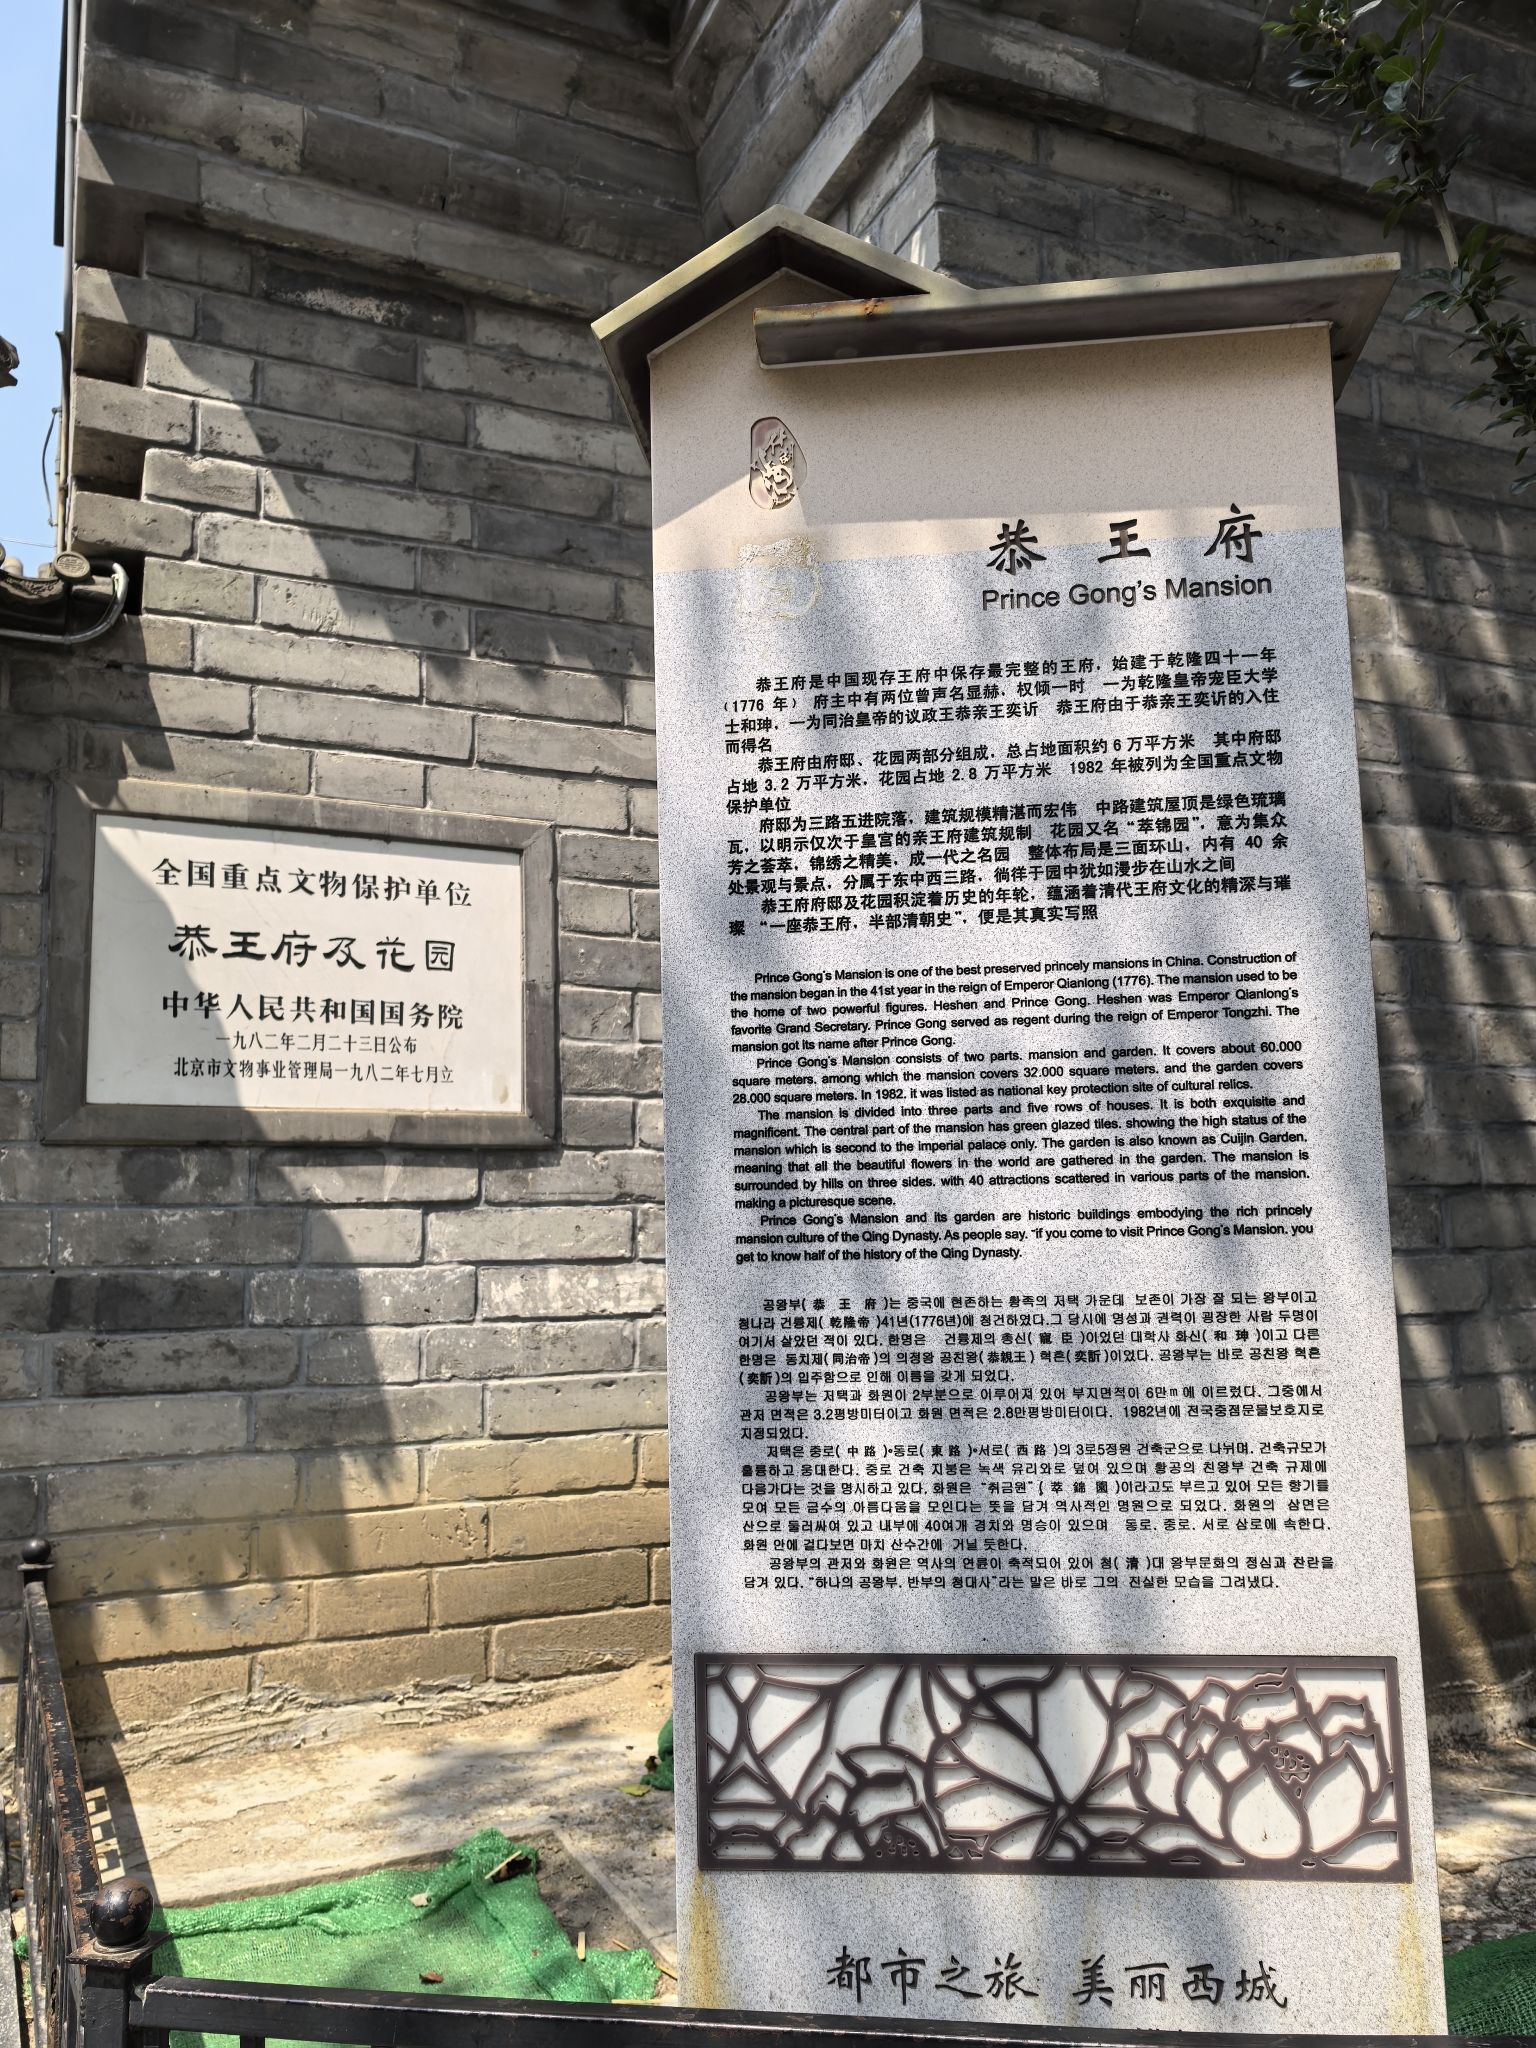 全国重点文物保护单位
恭王府及花园
中华人民共和国国务院
一九八二年二月二十三日公布
北京市文物事业管理局一九八二年七月立
恭王府
Prince Gong's Mansion
恭王府是中国现存王府中保存最完整的王府，始建于乾隆四十一年
（1776 年） 府主中有两位曾声名显赫，权倾一时 一为乾隆皇帝宠臣大学
士和珅，一为同治皇帝的议政王恭亲王奕訢 恭王府由于恭亲王奕訢的入住
而得名
恭王府由府邸、花园两部分组成，总占地面积约 6 万平方米 其中府邸
占地 3.2 万平方米，花园占地 2.8 万平方米 1982 年被列为全国重点文物
保护单位
府邸为三路五进院落，建筑规模精湛而宏伟 中路建筑屋顶是绿色琉璃
瓦，以明示仅次于皇宫的亲王府建筑规制 花园又名“萃锦园”，意为集众
芳之荟萃，锦绣之精美，成一代之名园 整体布局是三面环山，内有 40 余
处景观与景点，分属于东中西三路，徜徉于园中犹如漫步在山水之间
恭王府府邸及花园积淀着历史的年轮，蕴涵着清代王府文化的精深与璀
璨 “一座恭王府，半部清朝史”，便是其真实写照
Prince Gong's Mansion is one of the best preserved princely mansions in China. Construction of
the mansion began in the 41st year in the reign of Emperor Qianlong (1776). The mansion used to be
the home of two powerful figures. Heshen and Prince Gong. Heshen was Emperor Qianlong's
favorite Grand Secretary. Prince Gong served as regent during the reign of Emperor Tongzhi. The
mansion got its name after Prince Gong.
Prince Gong's Mansion consists of two parts. mansion and garden. It covers about 60.000
square meters. among which the mansion covers 32.000 square meters. and the garden covers
28.000 square meters. In 1982. it was listed as national key protection site of cultural relics.
The mansion is divided into three parts and five rows of houses. It is both exquisite and
magnificent. The central part of the mansion has green glazed tiles. showing the high status of the
mansion which is second to the imperial palace only. The garden is also known as Cuijin Garden.
meaning that all the beautiful flowers in the world are gathered in the garden. The mansion is
surrounded by hills on three sides. with 40 attractions scattered in various parts of the mansion.
making a picturesque scene.
Prince Gong's Mansion and its garden are historic buildings embodying the rich princely
mansion culture of the Qing Dynasty. As people say. "if you come to visit Prince Gong's Mansion. you
get to know half of the history of the Qing Dynasty.
공왕부( 恭 王 府 )는 중국에 현존하는 황족의 저택 가운데 보존이 가장 잘 되는 왕부이고
청나라 건륭제( 乾隆帝 )41년(1776년)에 청건하였다.그 당시에 명성과 권력이 굉장한 사람 두명이
여기서 살았던 적이 있다. 한명은 건륭제의 총신( 寵 臣 )이었던 대학사 화신( 和 珅 )이고 다른
한명은 동치제( 同治帝 )의 의정왕 공친왕( 恭親王 ) 혁흔( 奕訢 )이었다. 공왕부는 바로 공친왕 혁흔
( 奕訢 )의 입주함으로 인해 이름을 갖게 되었다.
공왕부는 저택과 화원이 2부분으로 이루어져 있어 부지면적이 6만㎡에 이르렀다. 그중에서
관저 면적은 3.2평방미터이고 화원 면적은 2.8만평방미터이다. 1982년에 전국중점문물보호지로
지정되었다.
저택은 중로( 中 路 )•동로( 東 路 )•서로( 西 路 )의 3로5정원 건축군으로 나뉘며, 건축규모가
훌륭하고 웅대한다. 중로 건축 지붕은 녹색 유리와로 덮여 있으며 황공의 친왕부 건축 규제에
다음가다는 것을 명시하고 있다. 화원은 “취금원” ( 萃 錦 園 )이라고도 부르고 있어 모든 향기를
모여 모든 금수의 아름다움을 모인다는 뜻을 담겨 역사적인 명원으로 되었다. 화원의 삼면은
산으로 둘러싸여 있고 내부에 40여개 경치와 명승이 있으며 동로, 중로, 서로 삼로에 속한다.
화원 안에 걷다보면 마치 산수간에 거닐 듯한다.
공왕부의 관저와 화원은 역사의 연륜이 축적되어 있어 청( 清 )대 왕부문화의 정심과 찬란을
담겨 있다. “하나의 공왕부, 반부의 청대사”라는 말은 바로 그의 진실한 모습을 그려냈다.
都市之旅 美丽西城